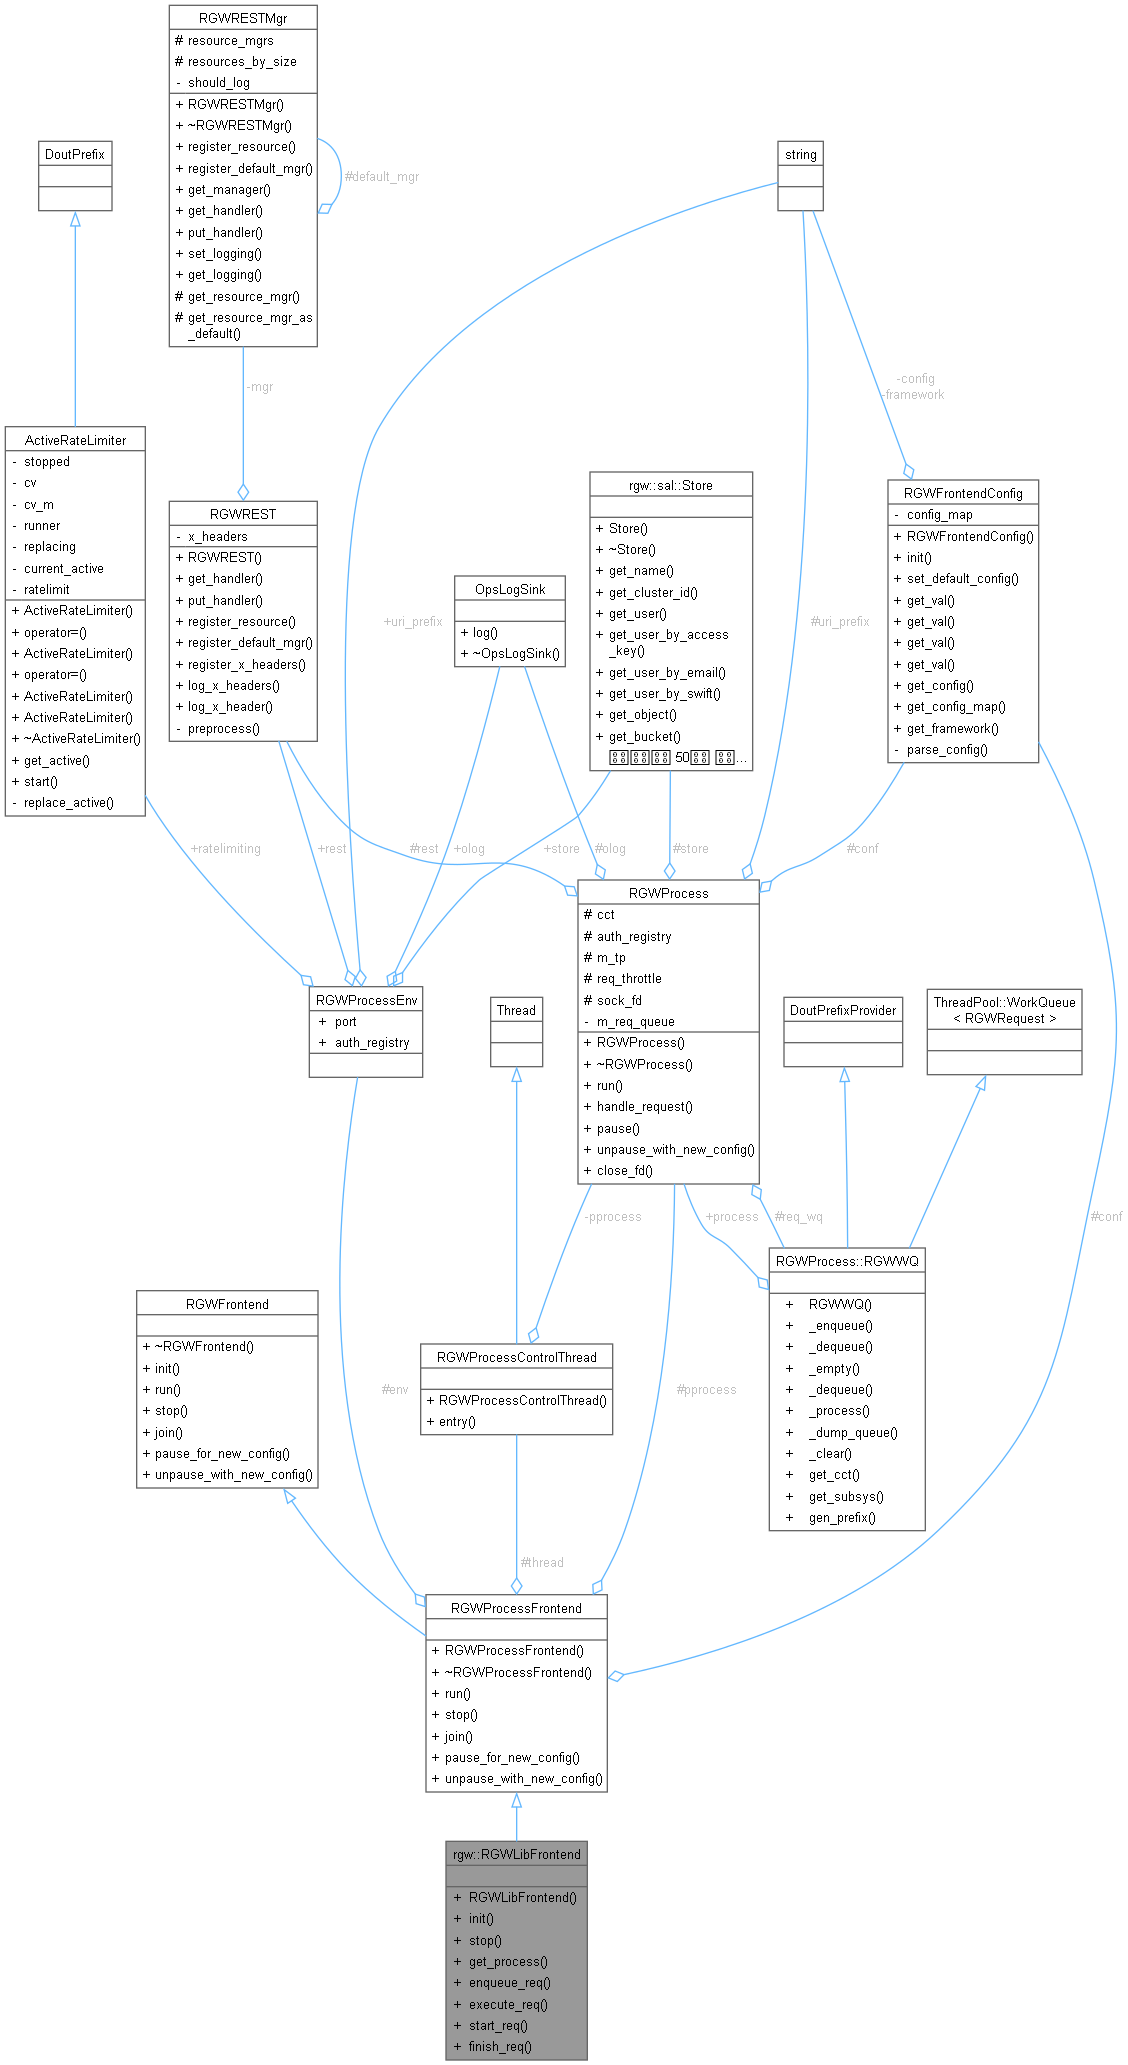 RGWRESTMgr
# resource_mgrs
# resources_by_size
- should_log
+ RGWRESTMgr()
+ ~RGWRESTMgr()
+ register_resource()
+ register_default_mgr()
+ get_manager()
+ get_handler()
+ put_handler()
+ set_logging()
+ get_logging()
# get_resource_mgr()
# get_resource_mgr_as
_default()
#default_mgr
DoutPrefix
string
-mgr
-config
-framework
ActiveRateLimiter
- stopped
- cv
- cv_m
- runner
- replacing
- current_active
- ratelimit
+ ActiveRateLimiter()
+ operator=()
+ ActiveRateLimiter()
+ operator=()
+ ActiveRateLimiter()
+ ActiveRateLimiter()
+ ~ActiveRateLimiter()
+ get_active()
+ start()
- replace_active()
RGWREST
- x_headers
+ RGWREST()
+ get_handler()
+ put_handler()
+ register_resource()
+ register_default_mgr()
+ register_x_headers()
+ log_x_headers()
+ log_x_header()
- preprocess()
+uri_prefix
OpsLogSink
+ log()
+ ~OpsLogSink()
rgw::sal::Store
+ Store()
+ ~Store()
+ get_name()
+ get_cluster_id()
+ get_user()
+ get_user_by_access
_key()
+ get_user_by_email()
+ get_user_by_swift()
+ get_object()
+ get_bucket()
50 ...
#uri_prefix
RGWFrontendConfig
- config_map
+ RGWFrontendConfig()
+ init()
+ set_default_config()
+ get_val()
+ get_val()
+ get_val()
+ get_val()
+ get_config()
+ get_config_map()
+ get_framework()
- parse_config()
+ratelimiting
+rest
#rest
+olog
+store
#olog
#store
#conf
RGWProcess
# cct
# auth_registry
# m_tp
# req_throttle
# sock_fd
- m_req_queue
+ RGWProcess()
+ ~RGWProcess()
+ run()
+ handle_request()
+ pause()
+ unpause_with_new_config()
+ close_fd()
RGWProcessEnv
+ port
+ auth_registry
Thread
DoutPrefixProvider
ThreadPool::WorkQueue
< RGWRequest >
-pprocess
+process
#req_wq
#conf
RGWProcess::RGWWQ
+ RGWWQ()
+ _enqueue()
+ _dequeue()
+ _empty()
+ _dequeue()
+ _process()
+ _dump_queue()
+ _clear()
+ get_cct()
+ get_subsys()
+ gen_prefix()
RGWFrontend
+ ~RGWFrontend()
+ init()
+ run()
+ stop()
+ join()
+ pause_for_new_config()
+ unpause_with_new_config()
#env
RGWProcessControlThread
+ RGWProcessControlThread()
+ entry()
#pprocess
#thread
RGWProcessFrontend
+ RGWProcessFrontend()
+ ~RGWProcessFrontend()
+ run()
+ stop()
+ join()
+ pause_for_new_config()
+ unpause_with_new_config()
rgw::RGWLibFrontend
+ RGWLibFrontend()
+ init()
+ stop()
+ get_process()
+ enqueue_req()
+ execute_req()
+ start_req()
+ finish_req()